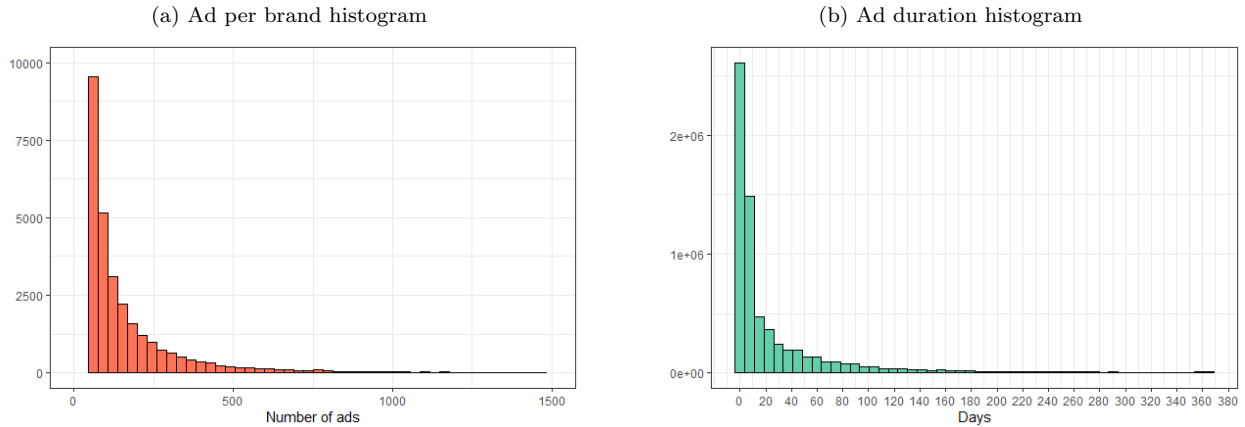 (a) Ad per brand histogram
10000
7500
5000
2500
0
0 500 1000 1500
Number of ads
(b) Ad duration histogram
2e+06
1e+06
0e+00
0 20 40 60 80 100 120 140 160 180 200 220 240 260 280 300 320 340 360 380
Days